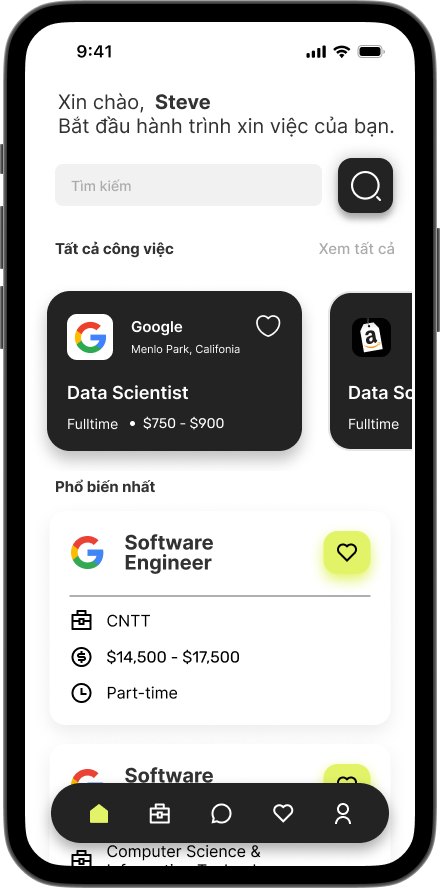 9:41
Xin chào, Steve
Bắt đầu hành trình xin việc của bạn.
Tìm kiếm
Tất cả công việc
Xem tất cả
Google
Menlo Park, Califonia
Data Scientist
Fulltime • $750 - $900
a
Data Sc
Fulltime
Phổ biến nhất
Software
Engineer
CNTT
$14,500 - $17,500
Part-time
Software
Computer Science &